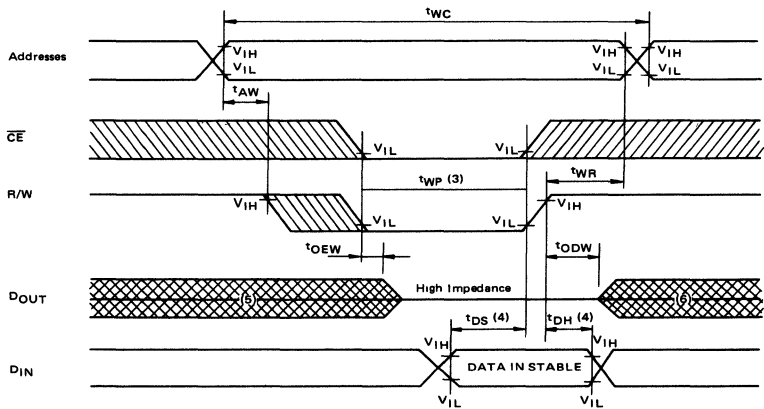 tWC
Addresses
VIH
VIL
VIH
VIL
VIH
VIL
tAW
CE
VIL
VIL
tWP (3)
tWR
R/W
VIH
VIL
VIH
VIL
tOEW
tODW
DOUT
(5)
High Impedance
(6)
tDS (4)
tDH (4)
VIH
VIH
DIN
DATA IN STABLE
VIL
VIL